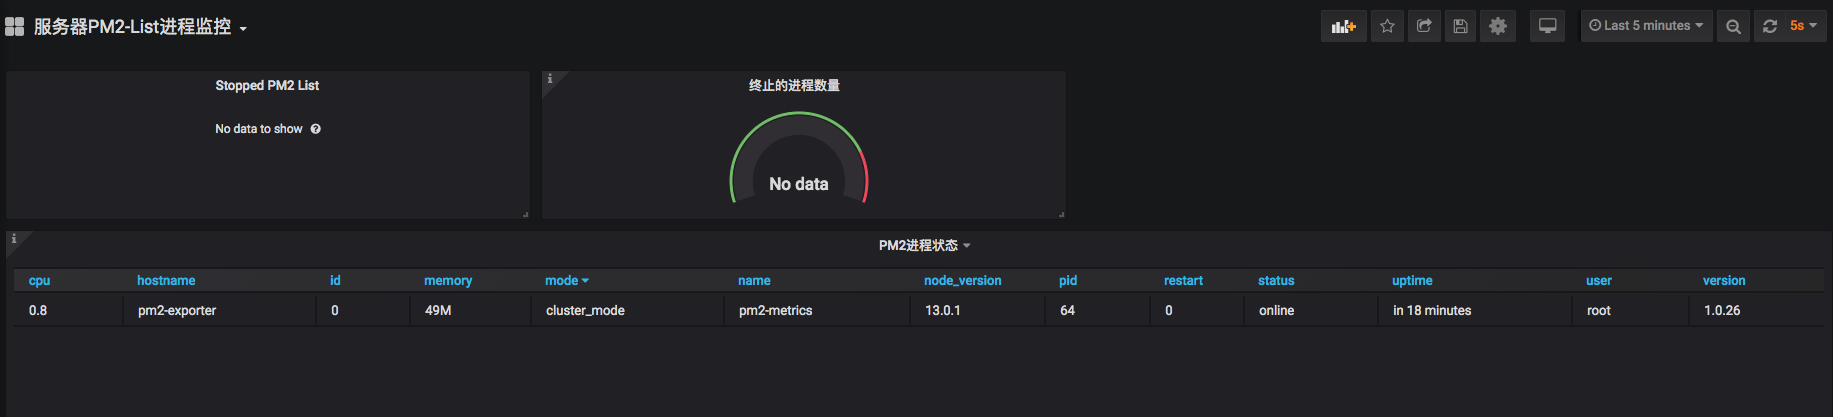 服务器PM2-List进程监控
Last 5 minutes
5s
Stopped PM2 List
No data to show
终止的进程数量
No data
PM2进程状态
cpu hostname id memory mode name node_version pid restart status uptime user version
0.8 pm2-exporter 0 49M cluster_mode pm2-metrics 13.0.1 64 0 online in 18 minutes root 1.0.26